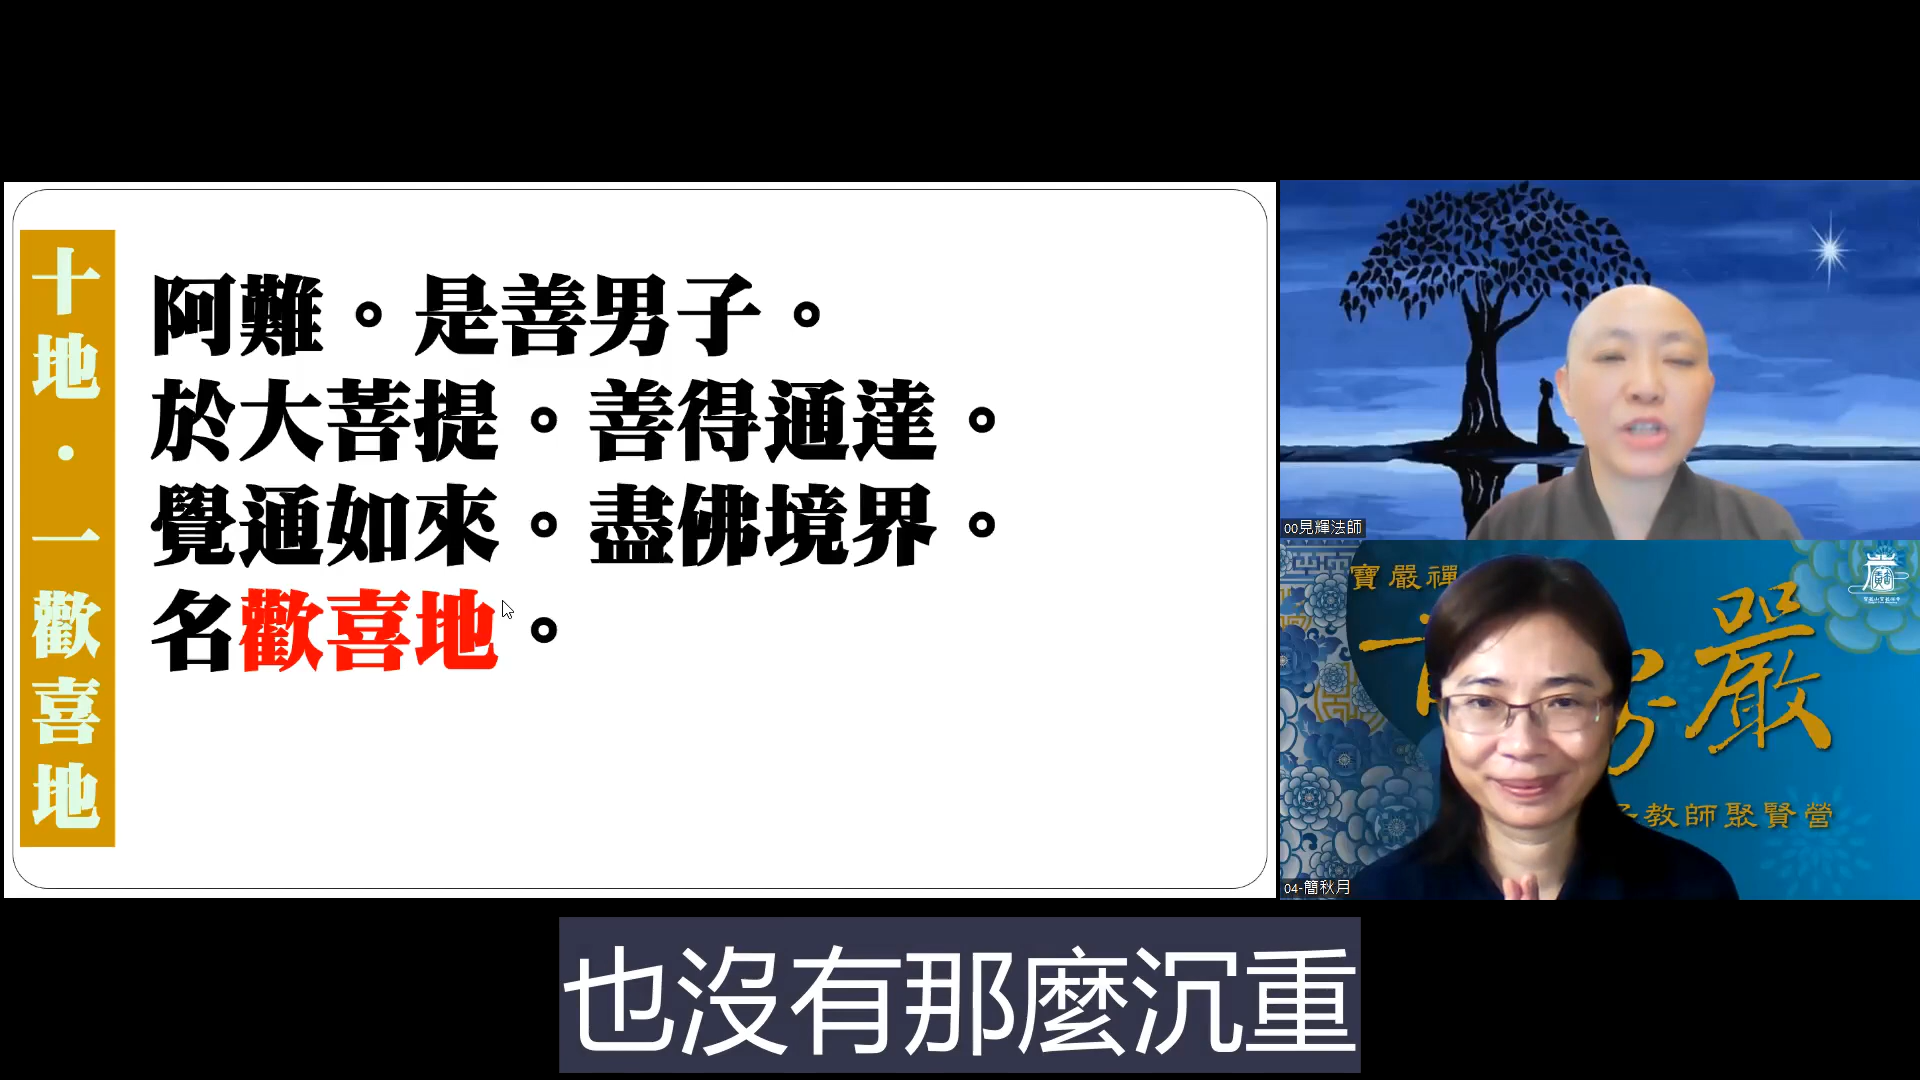 十地・一歡喜地
阿難。是善男子。
於大菩提。善得通達。
覺通如來。盡佛境界。
名歡喜地。
00見輝法師
寶嚴禪
嚴
教師聚賢營
04-簡秋月
也沒有那麼沉重